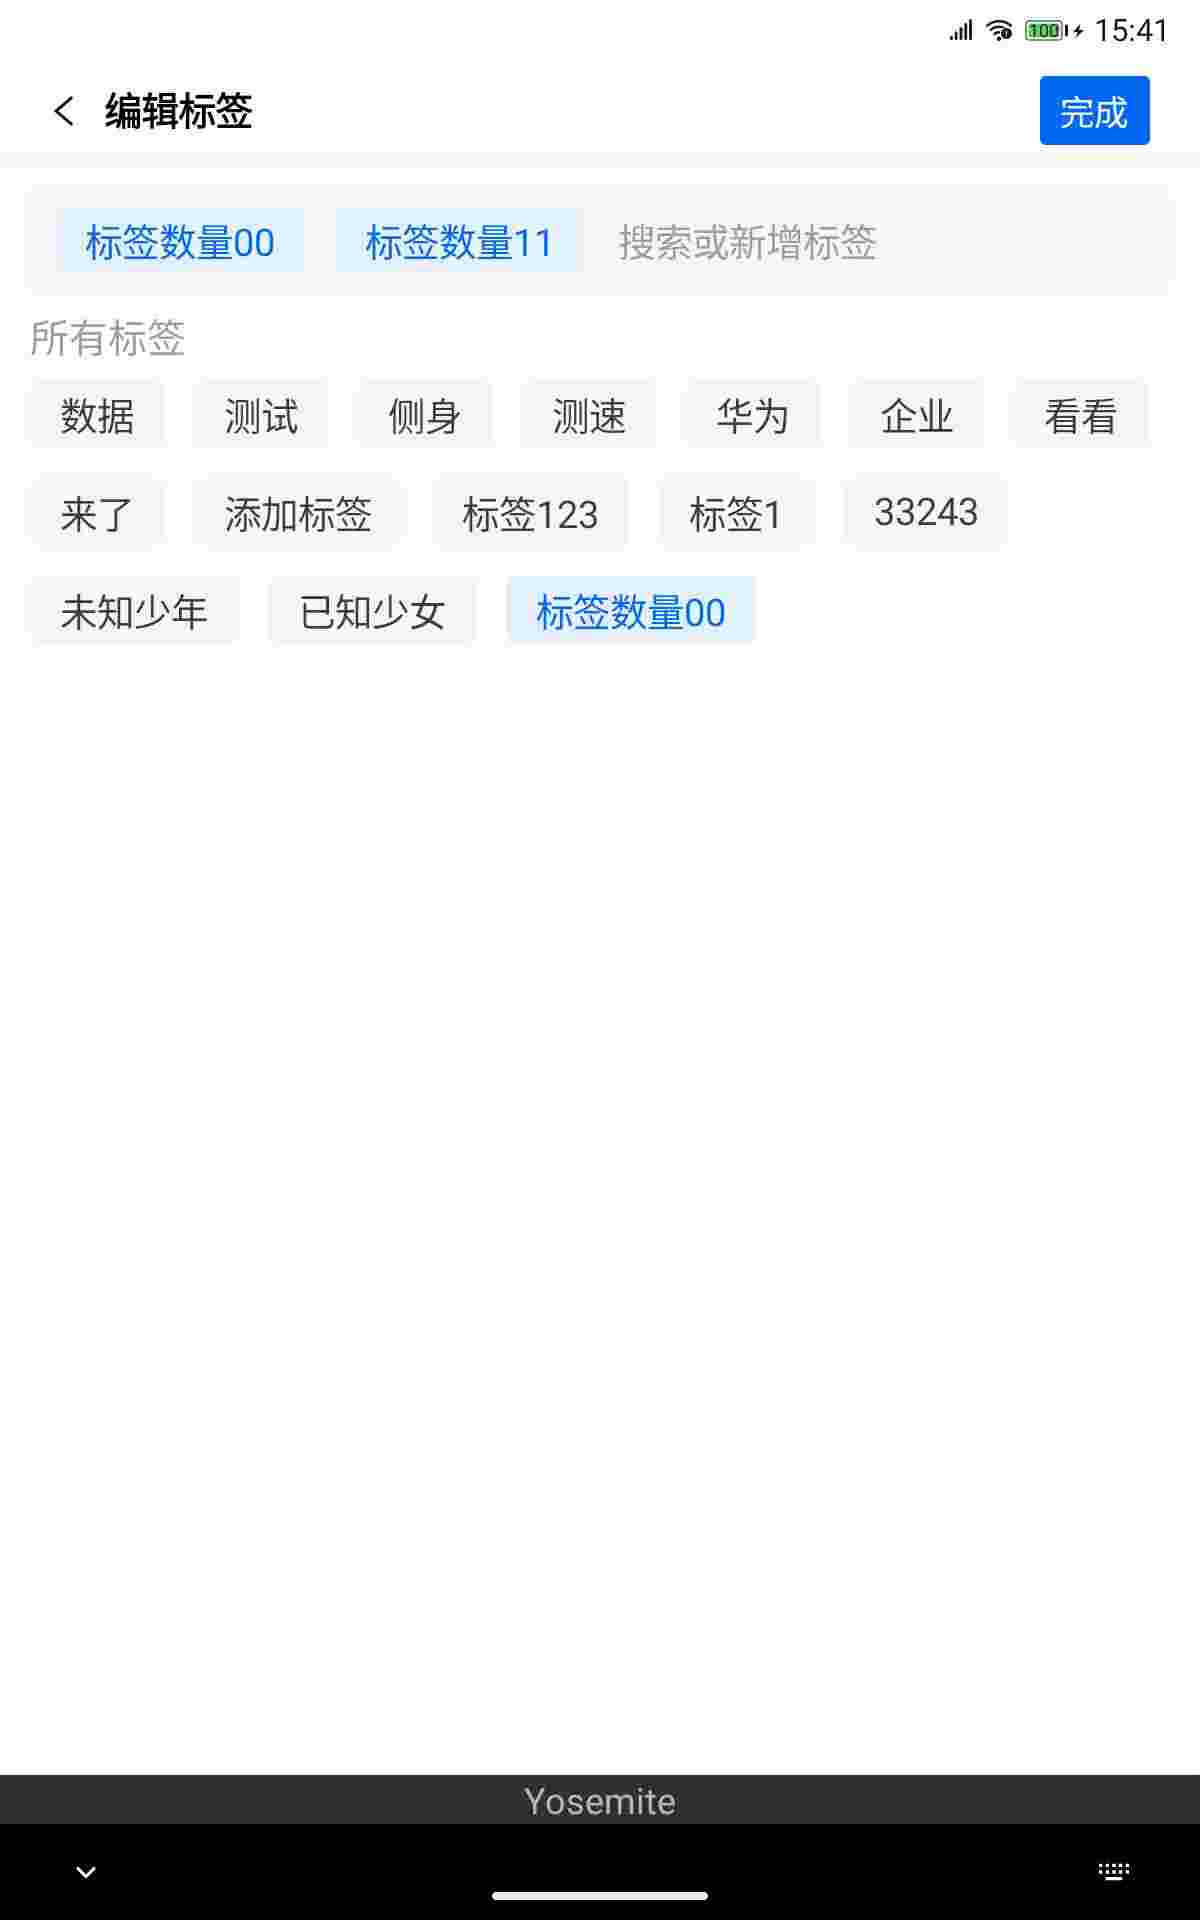 100 15:41
编辑标签 完成
标签数量00 标签数量11 搜索或新增标签
所有标签
数据 测试 侧身 测速 华为 企业 看看
来了 添加标签 标签123 标签1 33243
未知少年 已知少女 标签数量00
Yosemite